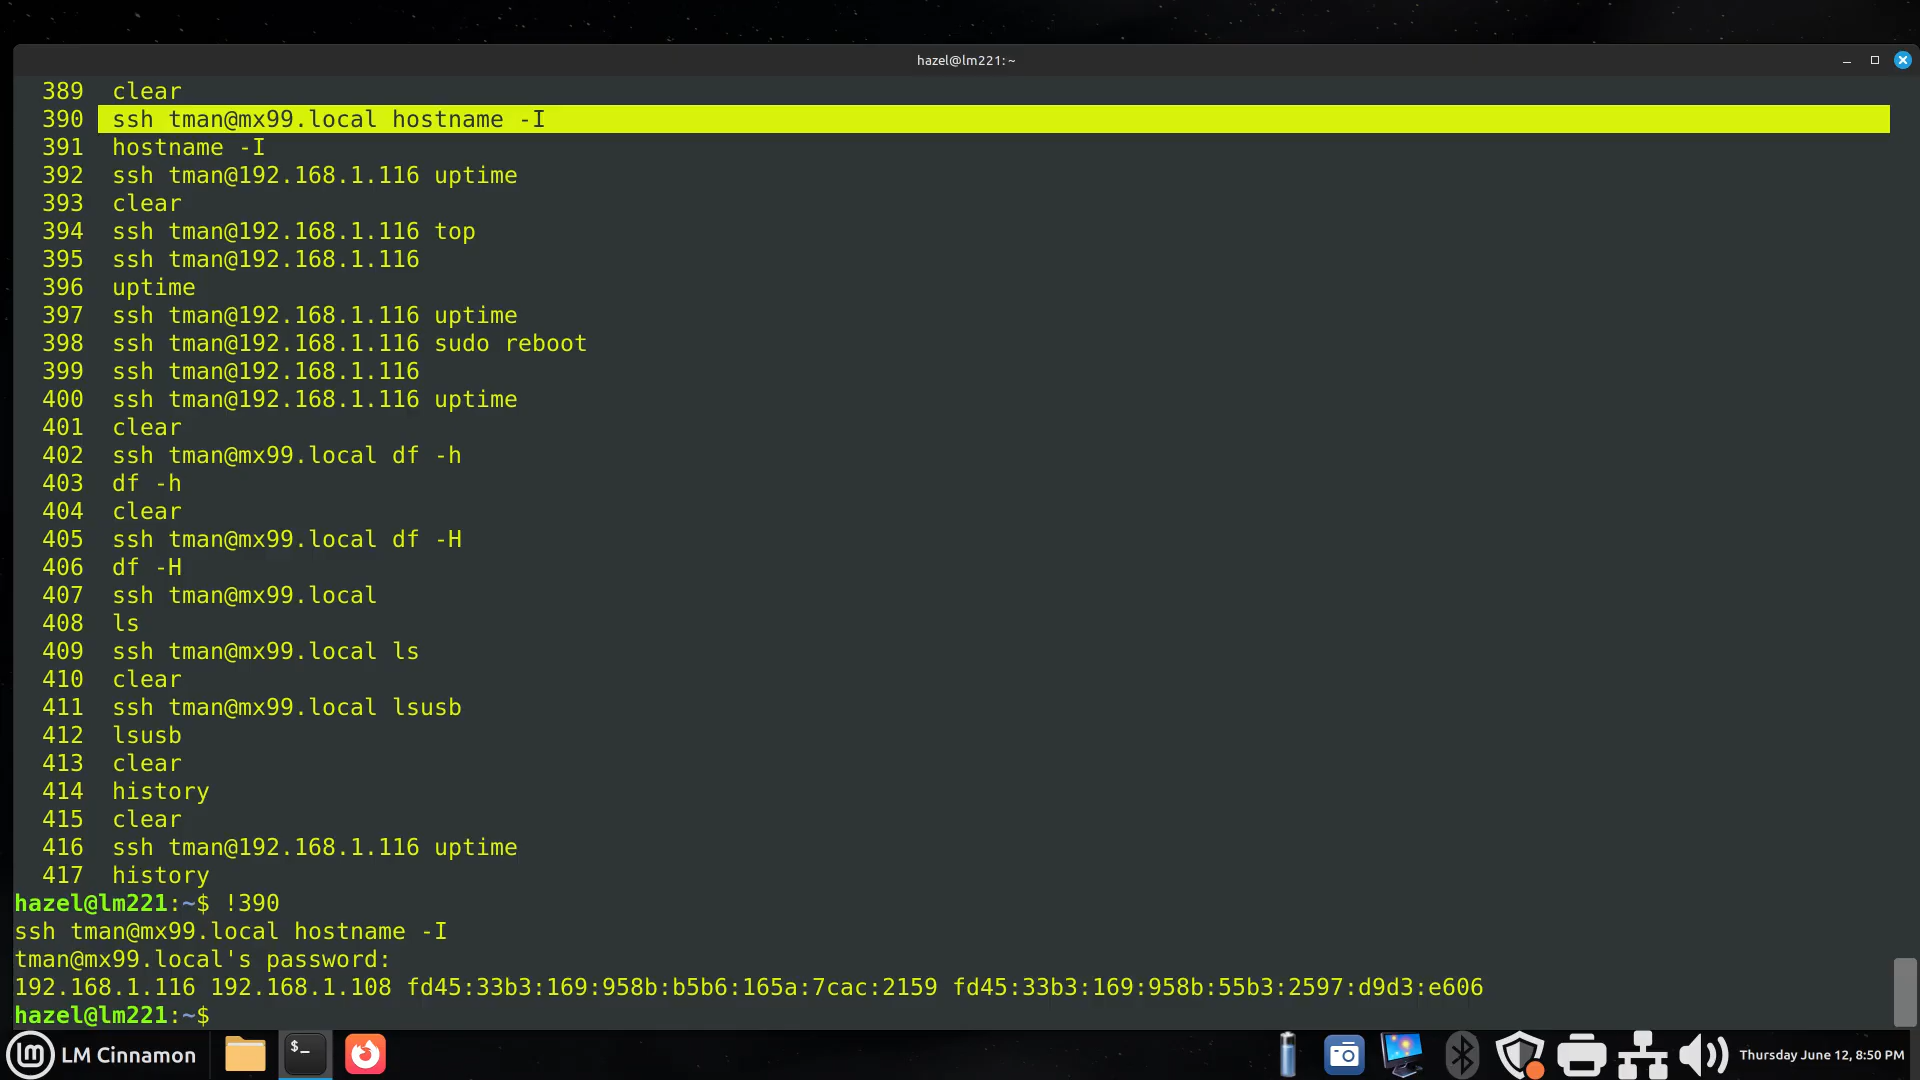 hazel@lm221: ~
389 clear
390 ssh tman@mx99.local hostname -I
391 hostname -I
392 ssh tman@192.168.1.116 uptime
393 clear
394 ssh tman@192.168.1.116 top
395 ssh tman@192.168.1.116
396 uptime
397 ssh tman@192.168.1.116 uptime
398 ssh tman@192.168.1.116 sudo reboot
399 ssh tman@192.168.1.116
400 ssh tman@192.168.1.116 uptime
401 clear
402 ssh tman@mx99.local df -h
403 df -h
404 clear
405 ssh tman@mx99.local df -H
406 df -H
407 ssh tman@mx99.local
408 ls
409 ssh tman@mx99.local ls
410 clear
411 ssh tman@mx99.local lsusb
412 lsusb
413 clear
414 history
415 clear
416 ssh tman@192.168.1.116 uptime
417 history
hazel@lm221:~$ !390
ssh tman@mx99.local hostname -I
tman@mx99.local's password:
192.168.1.116 192.168.1.108 fd45:33b3:169:958b:b5b6:165a:7cac:2159 fd45:33b3:169:958b:55b3:2597:d9d3:e606
hazel@lm221:~$
LM Cinnamon
$_
Thursday June 12, 8:50 PM